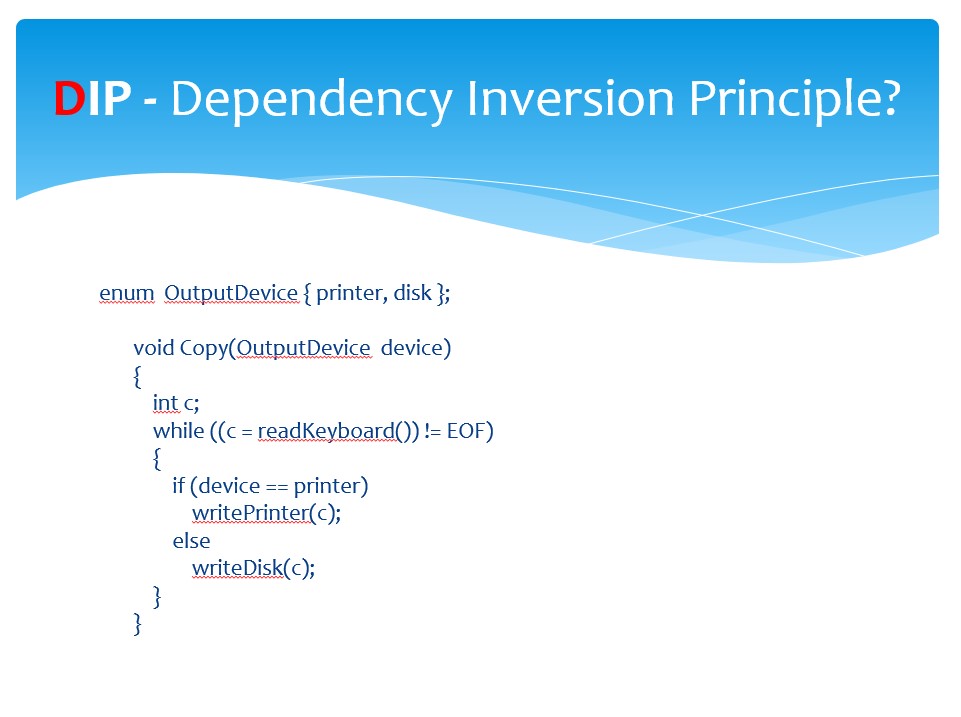 DIP - Dependency Inversion Principle?
enum  OutputDevice { printer, disk };
void Copy(OutputDevice  device)
{
int c;
while ((c = readKeyboard()) != EOF)
{
if (device == printer)
writePrinter(c);
else
writeDisk(c);
}
}